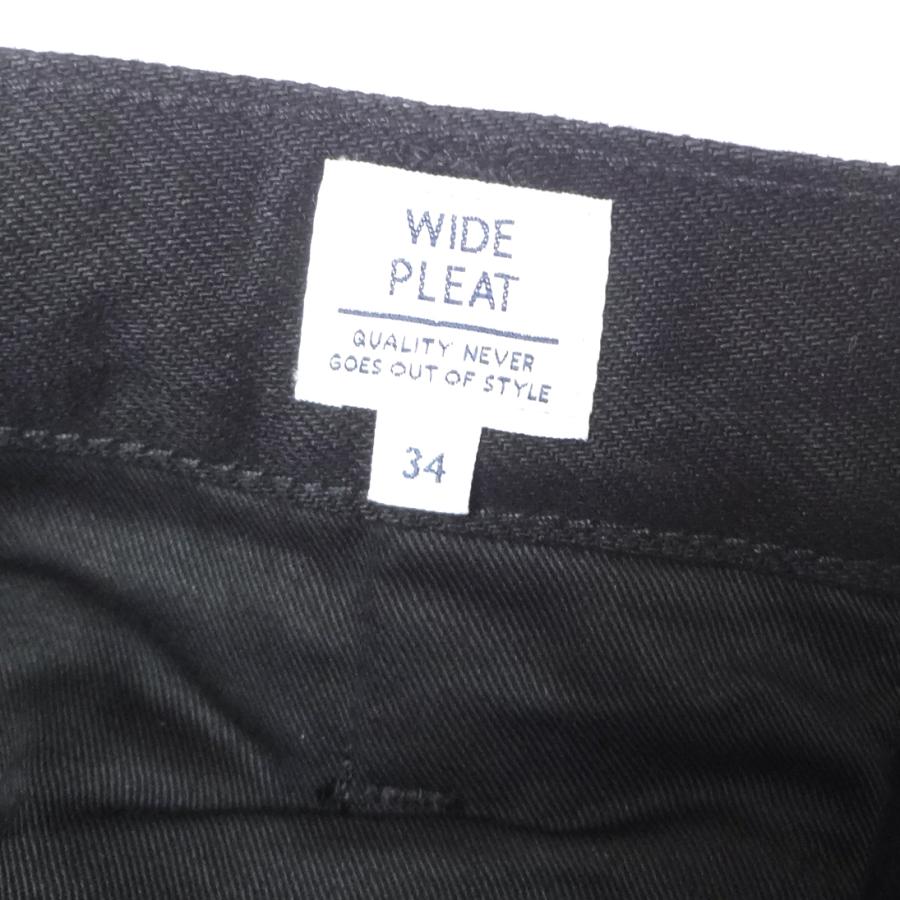 WIDE
PLEAT
QUALITY NEVER
GOES OUT OF STYLE
34